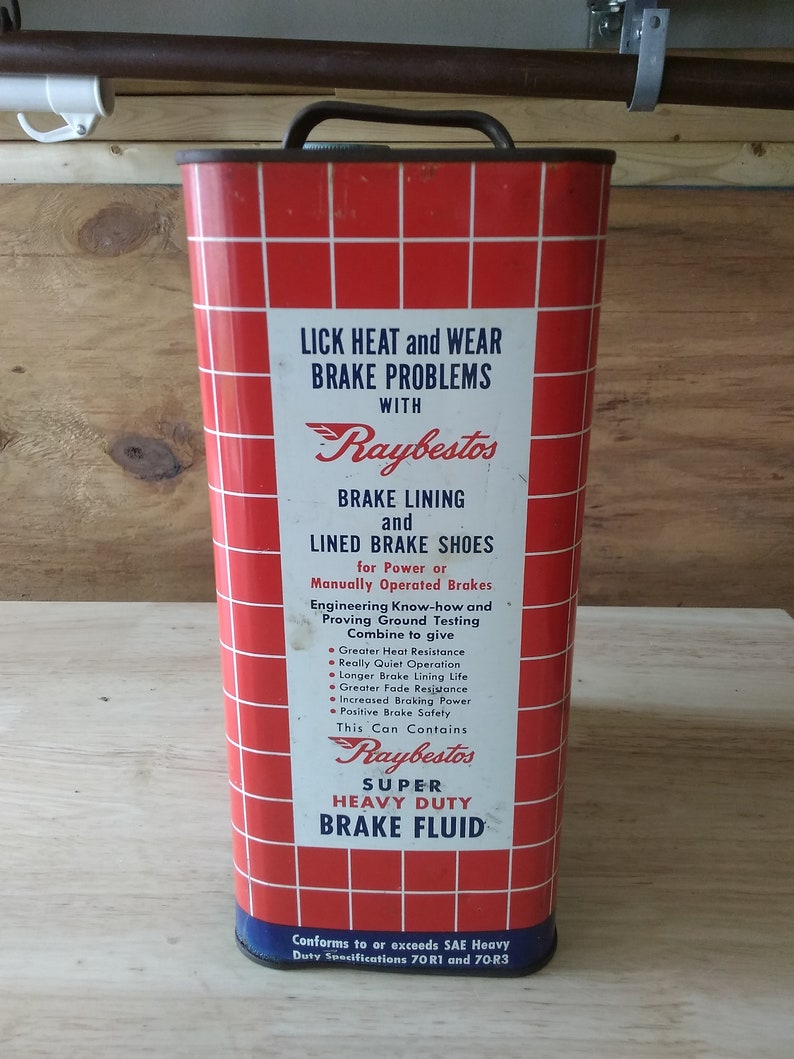 LICK HEAT and WEAR
BRAKE PROBLEMS
WITH
Raybestos
BRAKE LINING
and
LINED BRAKE SHOES
for Power or
Manually Operated Brakes
Engineering Know-how and
Proving Ground Testing
Combine to give
• Greater Heat Resistance
• Really Quiet Operation
• Longer Brake Lining Life
• Greater Fade Resistance
• Increased Braking Power
• Positive Brake Safety
This Can Contains
Raybestos
SUPER
HEAVY DUTY
BRAKE FLUID
Conforms to or exceeds SAE Heavy
Duty Specifications 70R1 and 70-R3